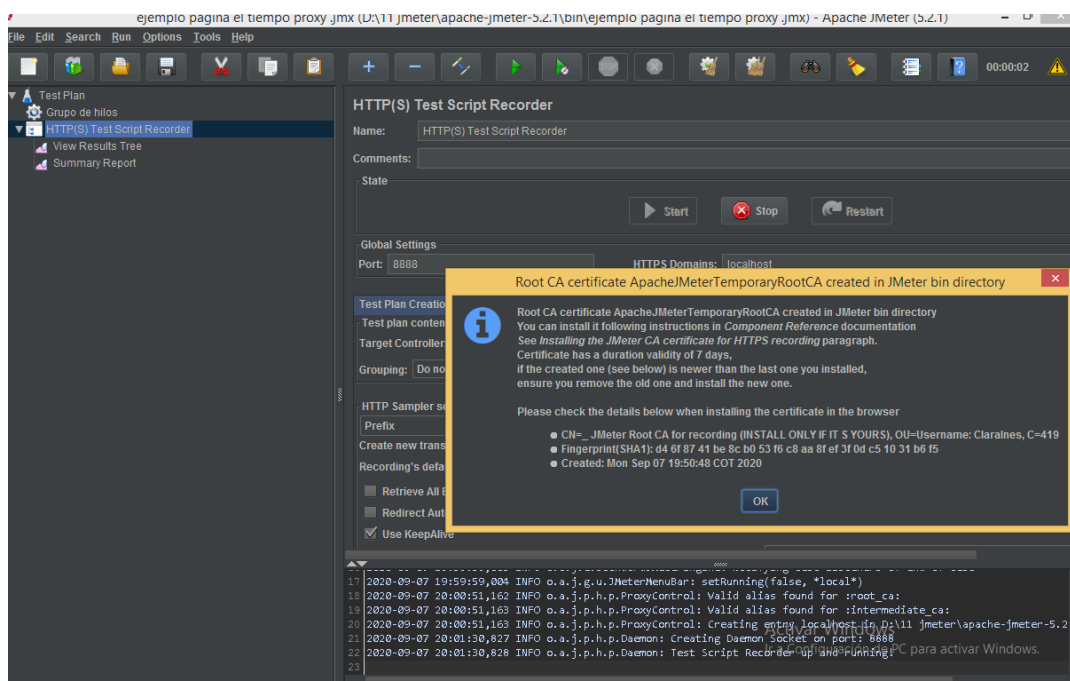 ejemplo pagina el tiempo proxy .jmx (D:\11 jmeter\apache-jmeter-5.2.1\bin\ejemplo pagina el tiempo proxy .jmx) - Apache JMeter (5.2.1)
File Edit Search Run Options Tools Help
00:00:02
Test Plan
Grupo de hilos
HTTP(S) Test Script Recorder
View Results Tree
Summary Report
HTTP(S) Test Script Recorder
Name: HTTP(S) Test Script Recorder
Comments:
State
Start Stop Restart
Global Settings
Port: 8888 HTTPS Domains: localhost
Test Plan Creatio
Test plan conten
Target Controller
Grouping: Do no
HTTP Sampler se
Prefix
Create new trans
Recording's defa
Retrieve All E
Redirect Aut
Use KeepAlive
Root CA certificate ApacheJMeterTemporaryRootCA created in JMeter bin directory
Root CA certificate ApacheJMeterTemporaryRootCA created in JMeter bin directory
You can install it following instructions in Component Reference documentation
See Installing the JMeter CA certificate for HTTPS recording paragraph.
Certificate has a duration validity of 7 days,
if the created one (see below) is newer than the last one you installed,
ensure you remove the old one and install the new one.
Please check the details below when installing the certificate in the browser
CN=_ JMeter Root CA for recording (INSTALL ONLY IF IT S YOURS), OU=Username: ClaraInes, C=419
Fingerprint(SHA1): d4 6f 87 41 be 8c b0 53 f6 c8 aa 8f ef 3f 0d c5 10 31 b6 f5
Created: Mon Sep 07 19:50:48 COT 2020
OK
17 2020-09-07 19:59:59,004 INFO o.a.j.g.u.JMeterMenuBar: setRunning(false, *local*)
18 2020-09-07 20:00:51,162 INFO o.a.j.p.h.p.ProxyControl: Valid alias found for :root_ca:
19 2020-09-07 20:00:51,163 INFO o.a.j.p.h.p.ProxyControl: Valid alias found for :intermediate_ca:
20 2020-09-07 20:00:51,163 INFO o.a.j.p.h.p.ProxyControl: Creating entry localhost in D:\11 jmeter\apache-jmeter-5.2
21 2020-09-07 20:01:30,827 INFO o.a.j.p.h.p.Daemon: Creating Daemon Socket on port: 8888
22 2020-09-07 20:01:30,828 INFO o.a.j.p.h.p.Daemon: Test Script Recorder up and running!
23
Activar Windows
Ir a Configuración de PC para activar Windows.